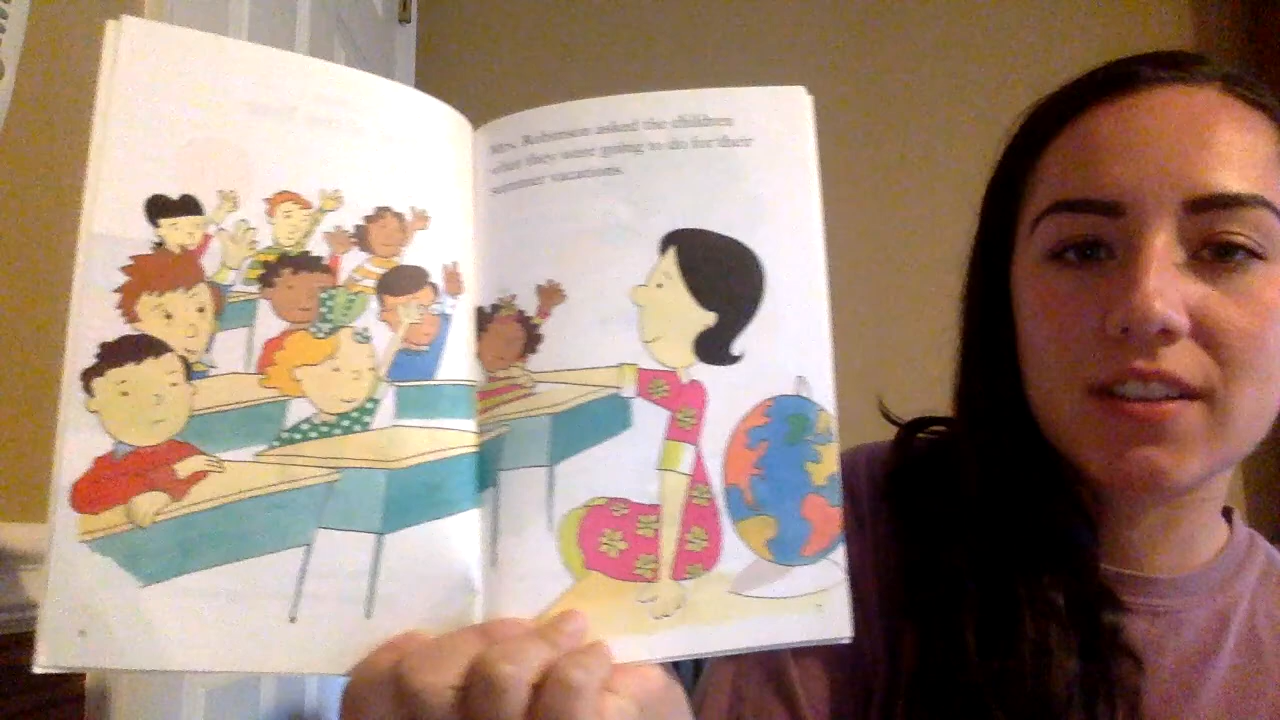 Mrs. Robinson asked the children
what they were going to do for their
summer vacations.